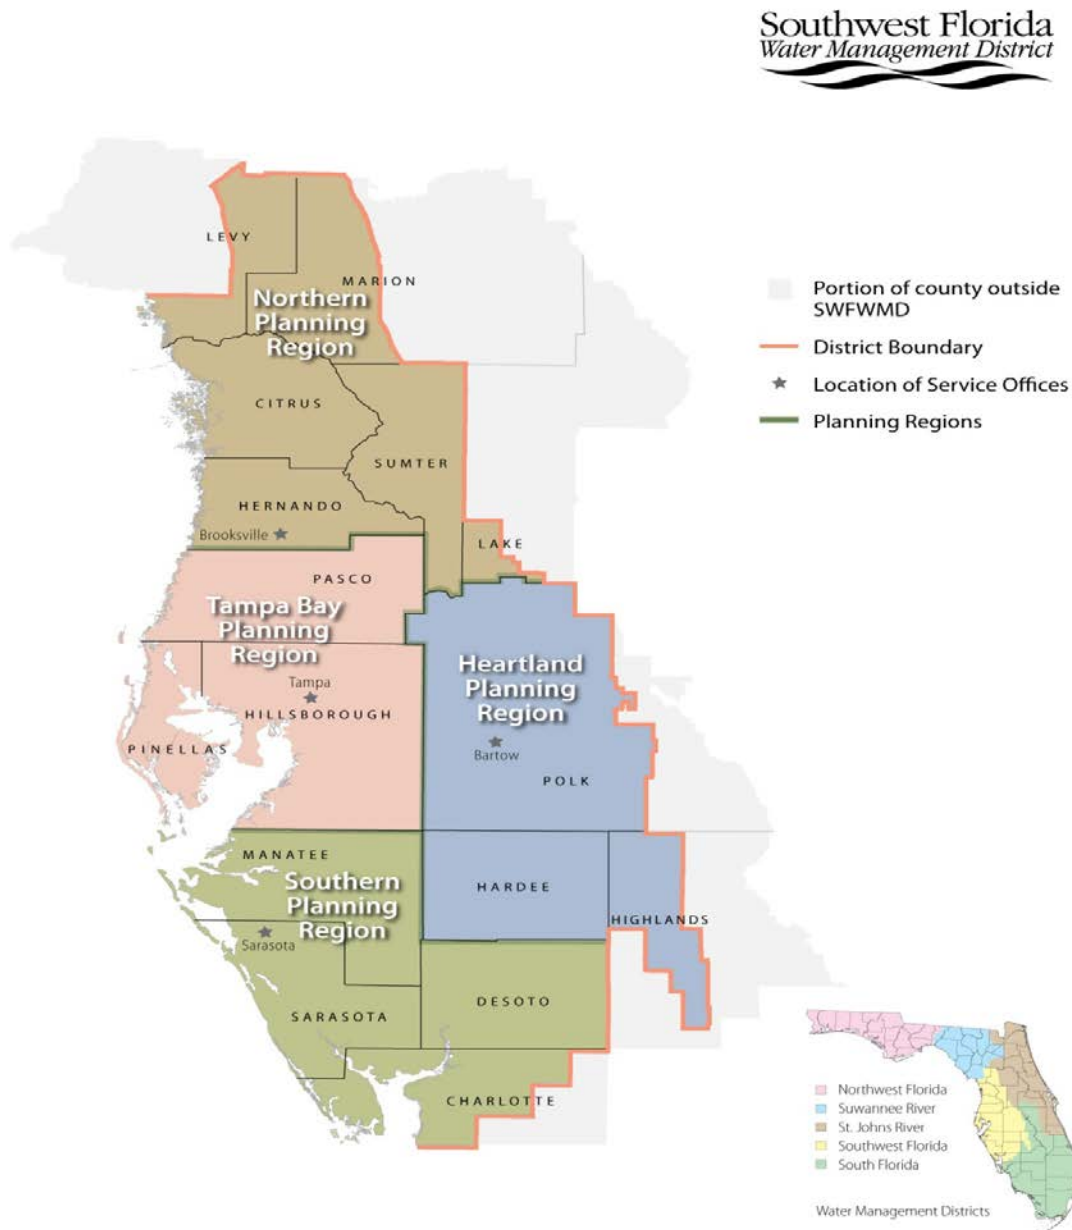 Southwest Florida
Water Management District
LEVY
MARION
Northern
Planning
Region
CITRUS
SUMTER
HERNANDO
Brooksville
LAKE
PASCO
Tampa Bay
Planning
Region
Tampa
HILLSBOROUGH
PINELLAS
Heartland
Planning
Region
Bartow
POLK
MANATEE
Southern
Planning
Region
Sarasota
SARASOTA
HARDEE
HIGHLANDS
DESOTO
CHARLOTTE
Portion of county outside
SWFWMD
District Boundary
Location of Service Offices
Planning Regions
Northwest Florida
Suwannee River
St. Johns River
Southwest Florida
South Florida
Water Management Districts